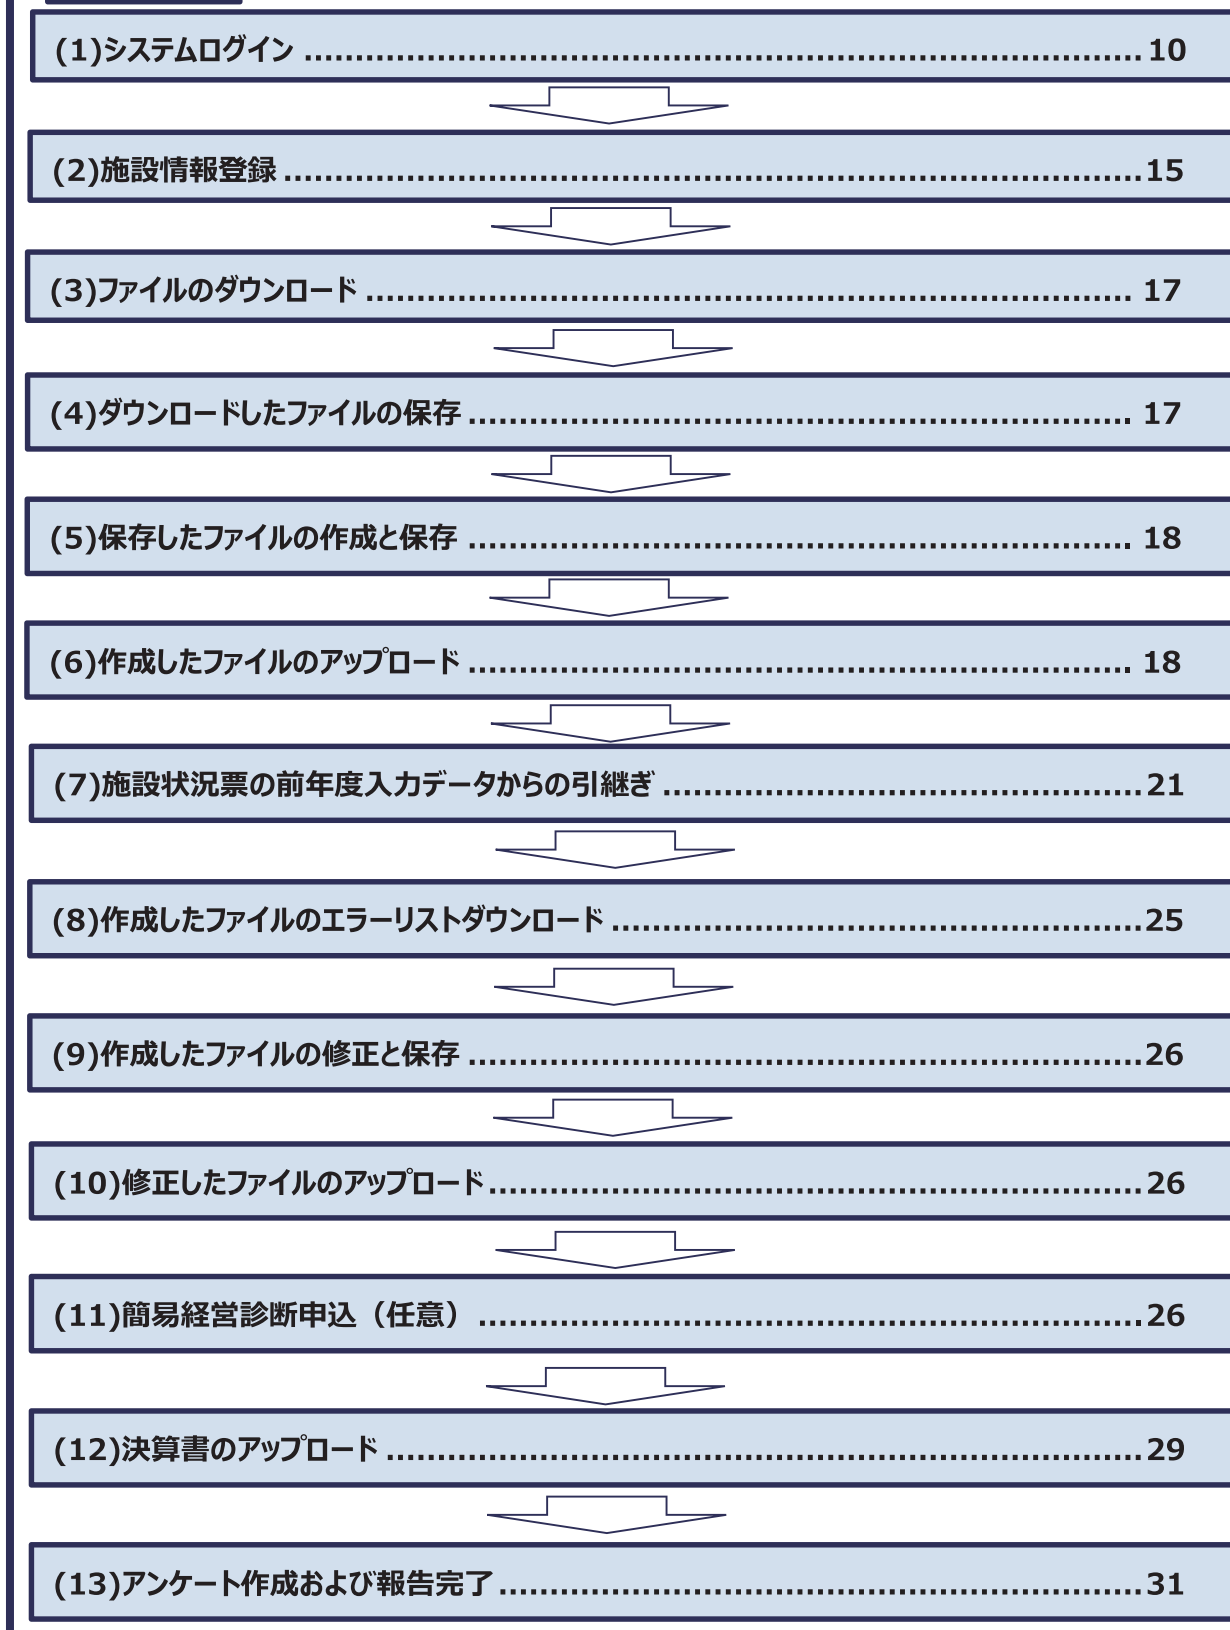 (1)システムログイン ........................................................................ 10
(2)施設情報登録 ........................................................................ 15
(3)ファイルのダウンロード ........................................................................ 17
(4)ダウンロードしたファイルの保存 ................................................................ 17
(5)保存したファイルの作成と保存 ................................................................ 18
(6)作成したファイルのアップロード ................................................................ 18
(7)施設状況票の前年度入力データからの引継ぎ ................................................ 21
(8)作成したファイルのエラーリストダウンロード .................................................... 25
(9)作成したファイルの修正と保存 ................................................................ 26
(10)修正したファイルのアップロード ................................................................ 26
(11)簡易経営診断申込（任意） ................................................................ 26
(12)決算書のアップロード ........................................................................ 29
(13)アンケート作成および報告完了 ............................................................... 31